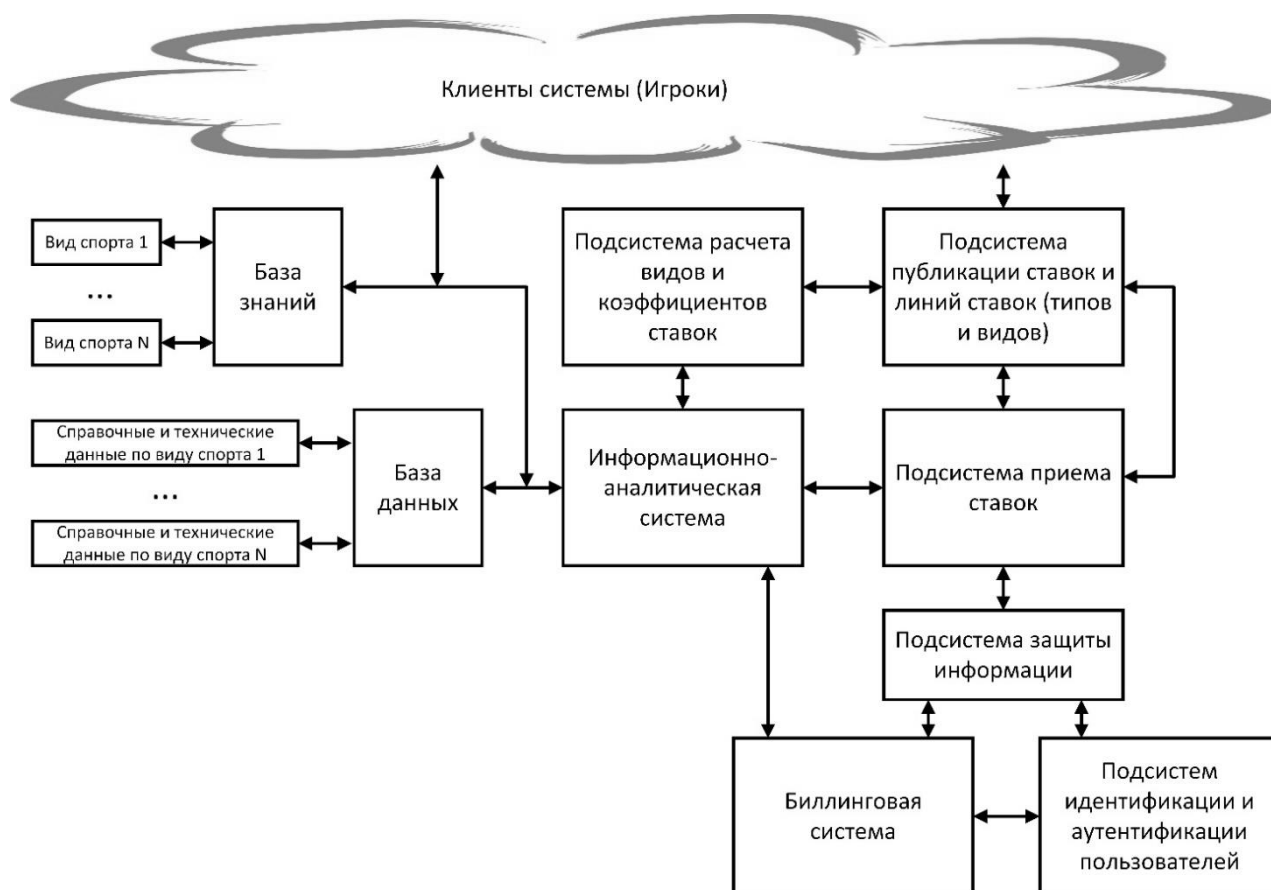 Клиенты системы (Игроки)
Вид спорта 1
...
Вид спорта N
База
знаний
Подсистема расчета
видов и
коэффициентов
ставок
Подсистема
публикации ставок и
линий ставок (типов
и видов)
Справочные и технические
данные по виду спорта 1
...
Справочные и технические
данные по виду спорта N
База
данных
Информационно-
аналитическая
система
Подсистема приема
ставок
Подсистема защиты
информации
Биллинговая
система
Подсистем
идентификации и
аутентификации
пользователей